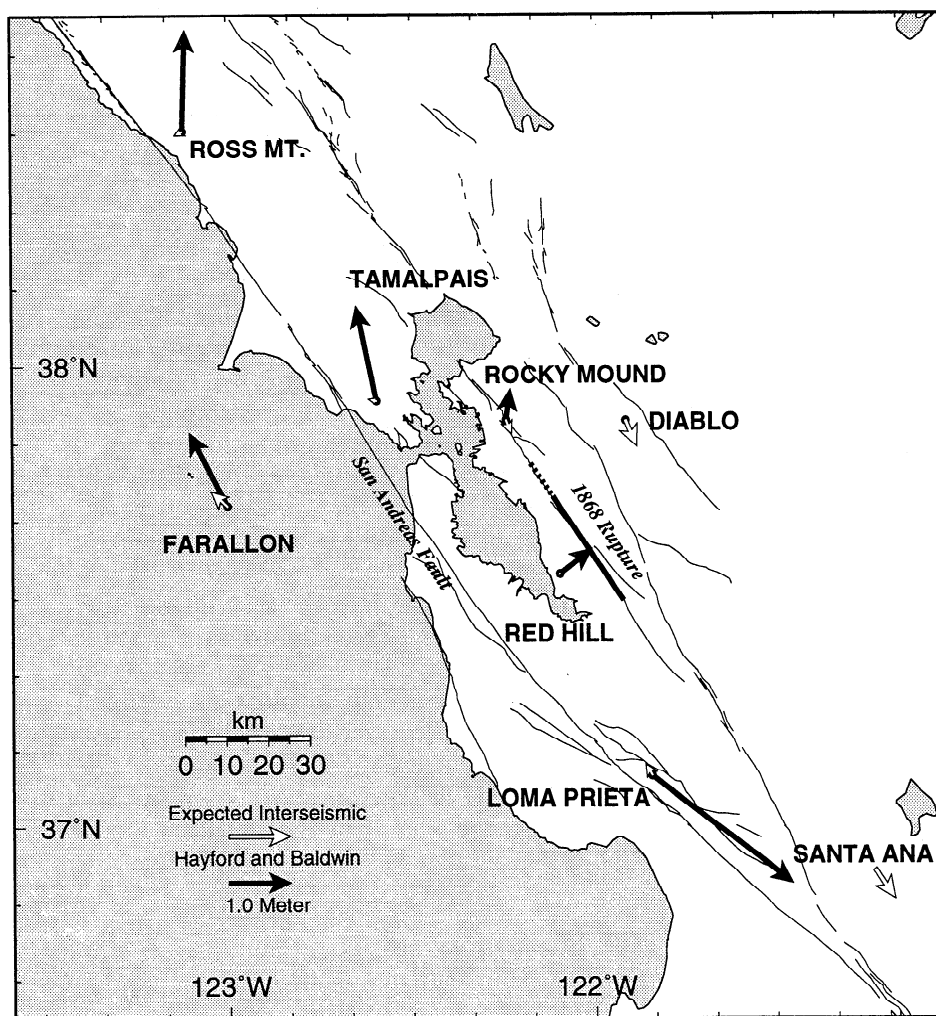 ROSS MT.
TAMALPAIS
38°N
ROCKY MOUND
DIABLO
San Andreas Fault
1868 Rupture
FARALLON
RED HILL
km
0 10 20 30
LOMA PRIETA
Expected Interseismic
37°N
Hayford and Baldwin
SANTA ANA
1.0 Meter
123°W
122°W